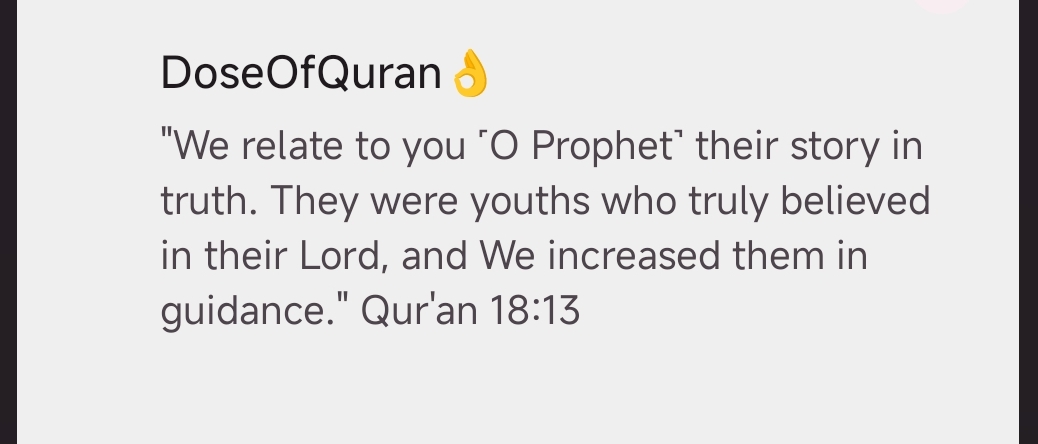 DoseOfQuran👌
"We relate to you ˹O Prophet˺ their story in
truth. They were youths who truly believed
in their Lord, and We increased them in
guidance." Qur'an 18:13